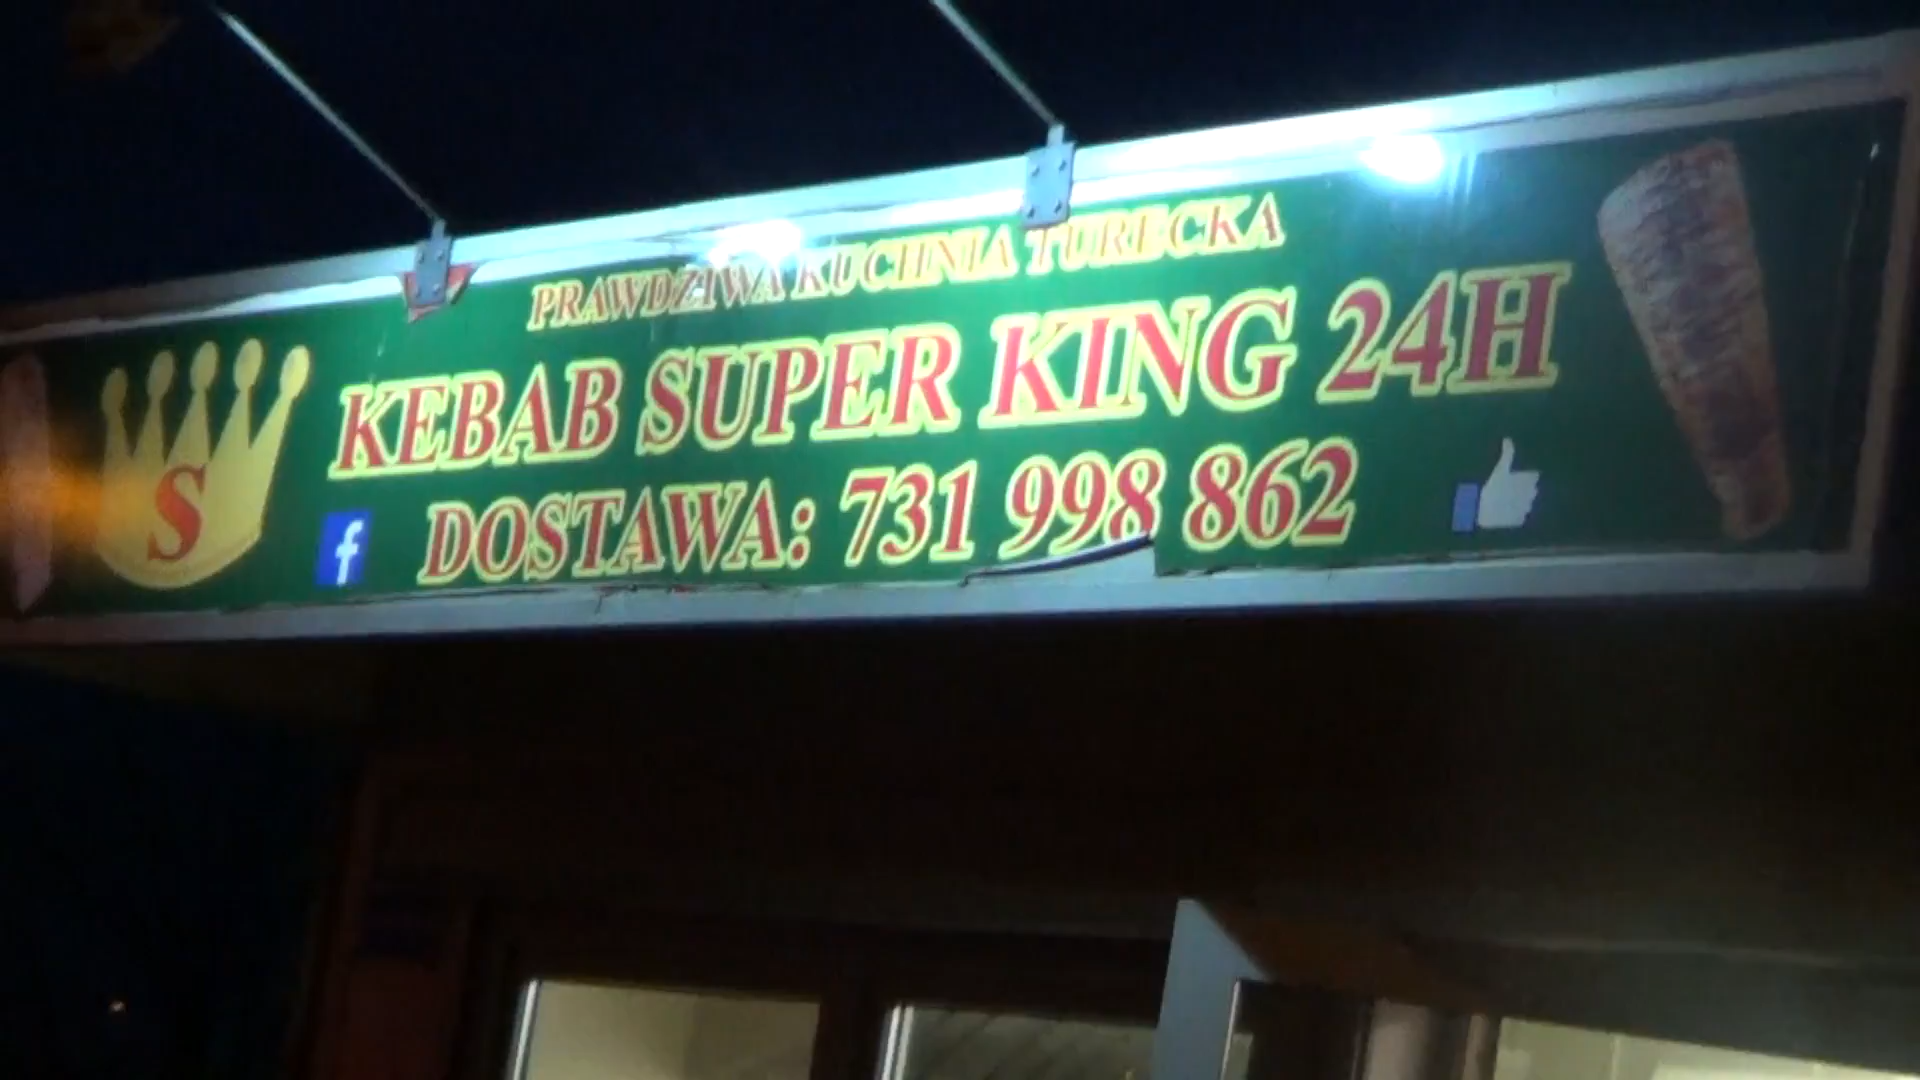 PRAWDZIWA KUCHNIA TURECKA
KEBAB SUPER KING 24H
S
f
DOSTAWA: 731 998 862